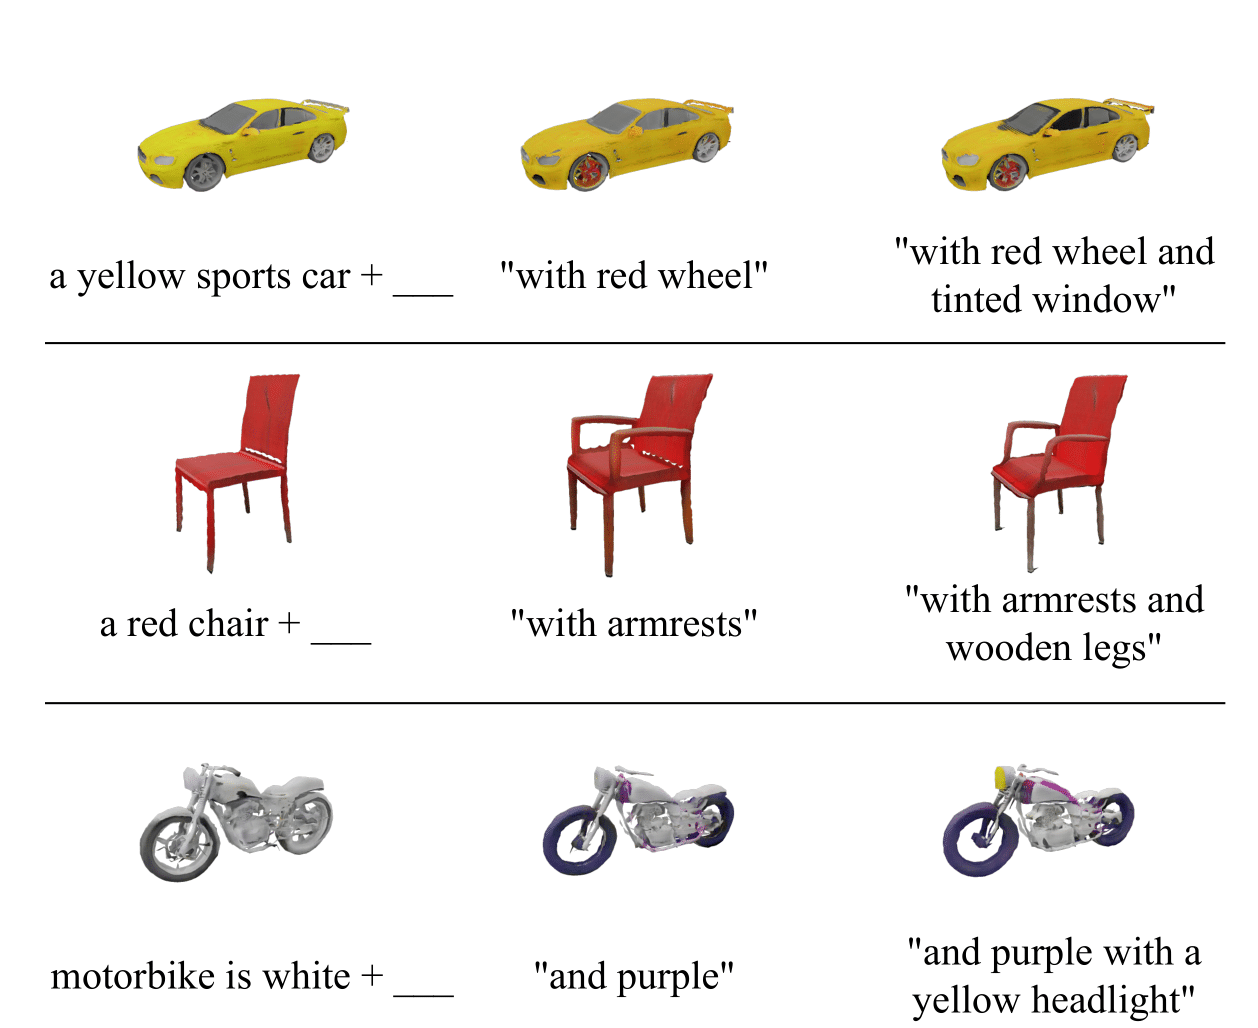 a yellow sports car + ___
"with red wheel"
"with red wheel and
tinted window"
a red chair + ___
"with armrests"
"with armrests and
wooden legs"
motorbike is white + ___
"and purple"
"and purple with a
yellow headlight"